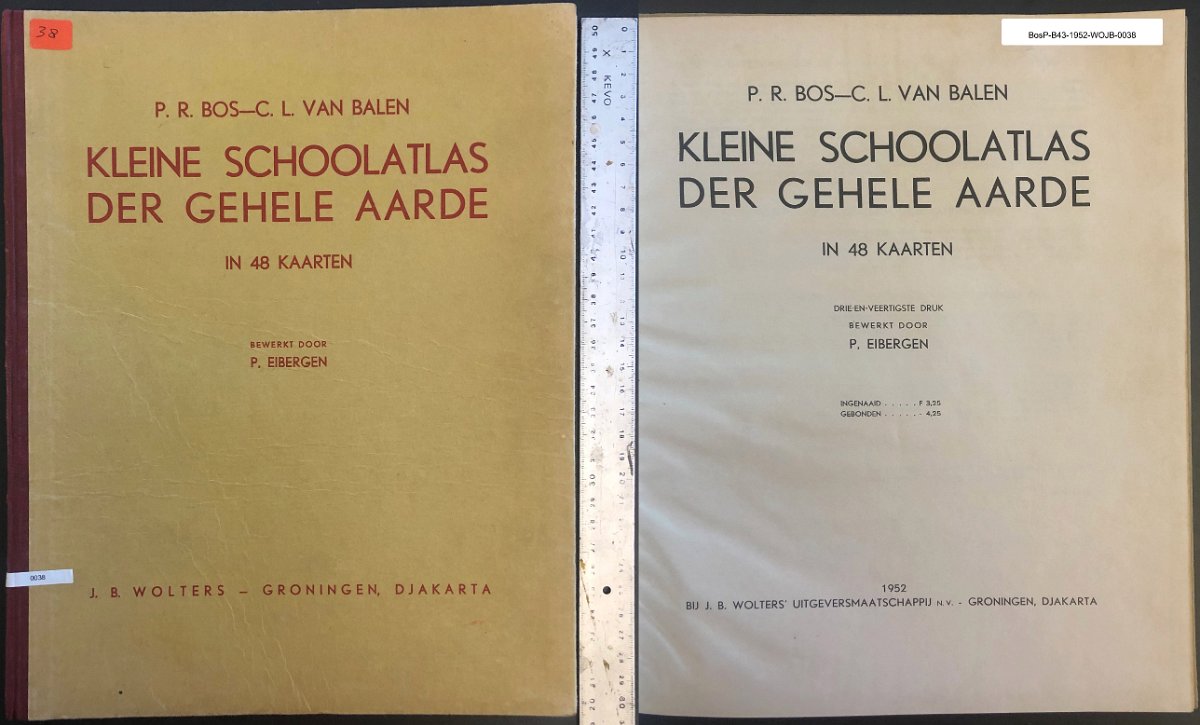 38
P. R. BOS—C. L. VAN BALEN
KLEINE SCHOOLATLAS
DER GEHELE AARDE
IN 48 KAARTEN
BEWERKT DOOR
P. EIBERGEN
0038
J. B. WOLTERS – GRONINGEN, DJAKARTA
KEVO
BosP-B43-1952-WOJB-0038
P. R. BOS—C. L. VAN BALEN
KLEINE SCHOOLATLAS
DER GEHELE AARDE
IN 48 KAARTEN
DRIE-EN-VEERTIGSTE DRUK
BEWERKT DOOR
P. EIBERGEN
INGENAAID . . . . . F 3,25
GEBONDEN . . . . . - 4,25
1952
BIJ J. B. WOLTERS' UITGEVERSMAATSCHAPPIJ N.V. - GRONINGEN, DJAKARTA